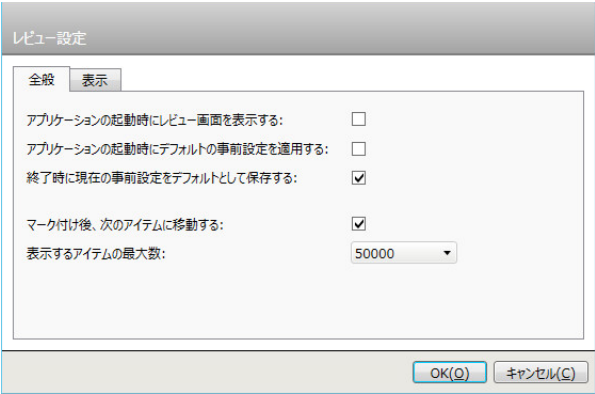 レビュー設定
全般 表示
アプリケーションの起動時にレビュー画面を表示する:
アプリケーションの起動時にデフォルトの事前設定を適用する:
終了時に現在の事前設定をデフォルトとして保存する:
マーク付け後、次のアイテムに移動する:
表示するアイテムの最大数: 50000
OK(O) キャンセル(C)